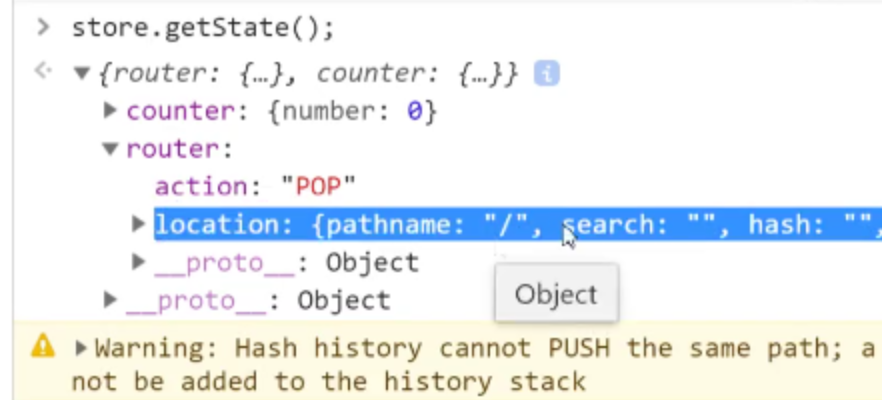 > store.getState();
{router: {…}, counter: {…}} i
counter: {number: 0}
router:
action: "POP"
location: {pathname: "/", search: "", hash: "",
__proto__: Object
__proto__: Object
Object
Warning: Hash history cannot PUSH the same path; a
not be added to the history stack